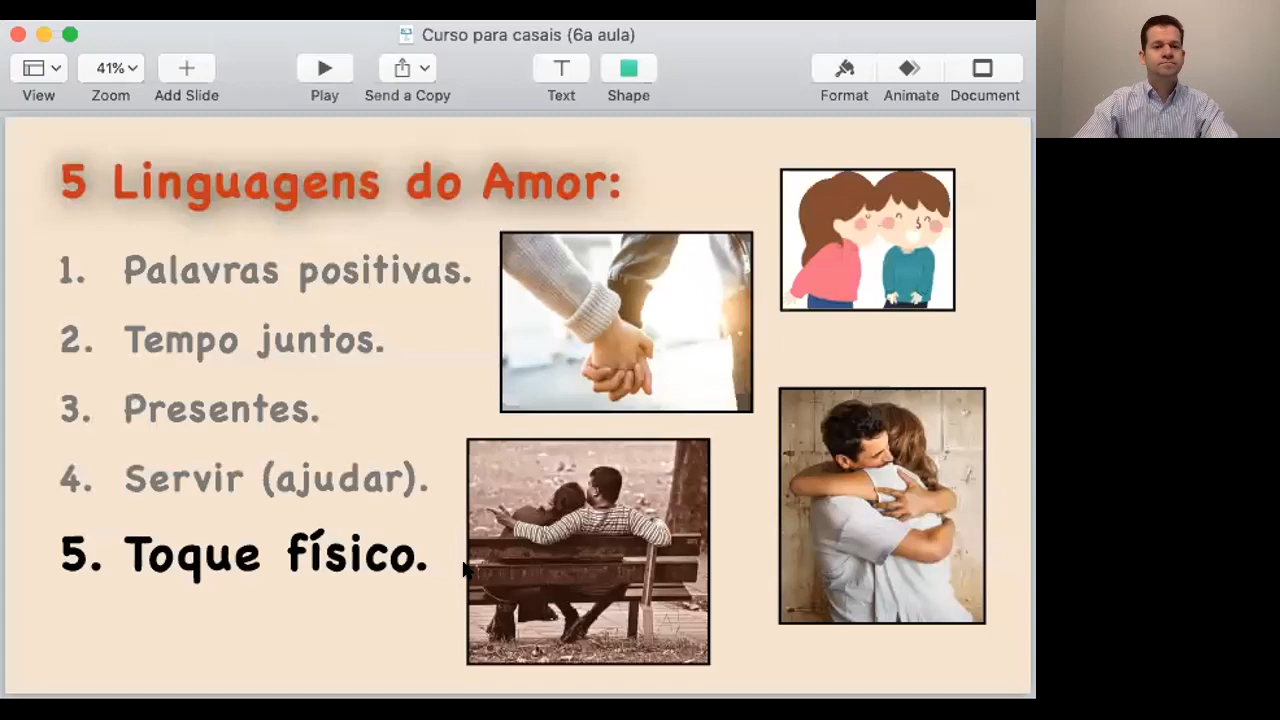 Curso para casais (6a aula)
41%
View
Zoom
Add Slide
Play
Send a Copy
Text
Shape
Format
Animate
Document
5 Linguagens do Amor:
1. Palavras positivas.
2. Tempo juntos.
3. Presentes.
4. Servir (ajudar).
5. Toque físico.